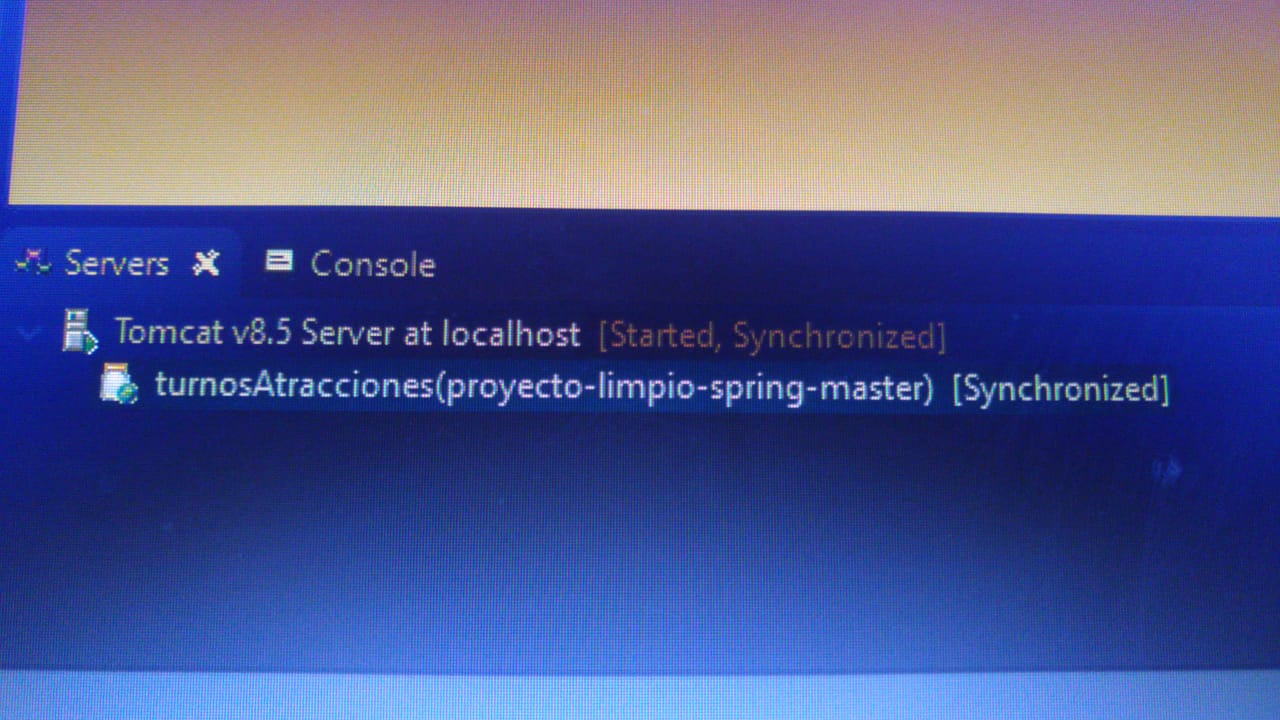 Servers
Console
Tomcat v8.5 Server at localhost [Started, Synchronized]
turnosAtracciones(proyecto-limpio-spring-master) [Synchronized]